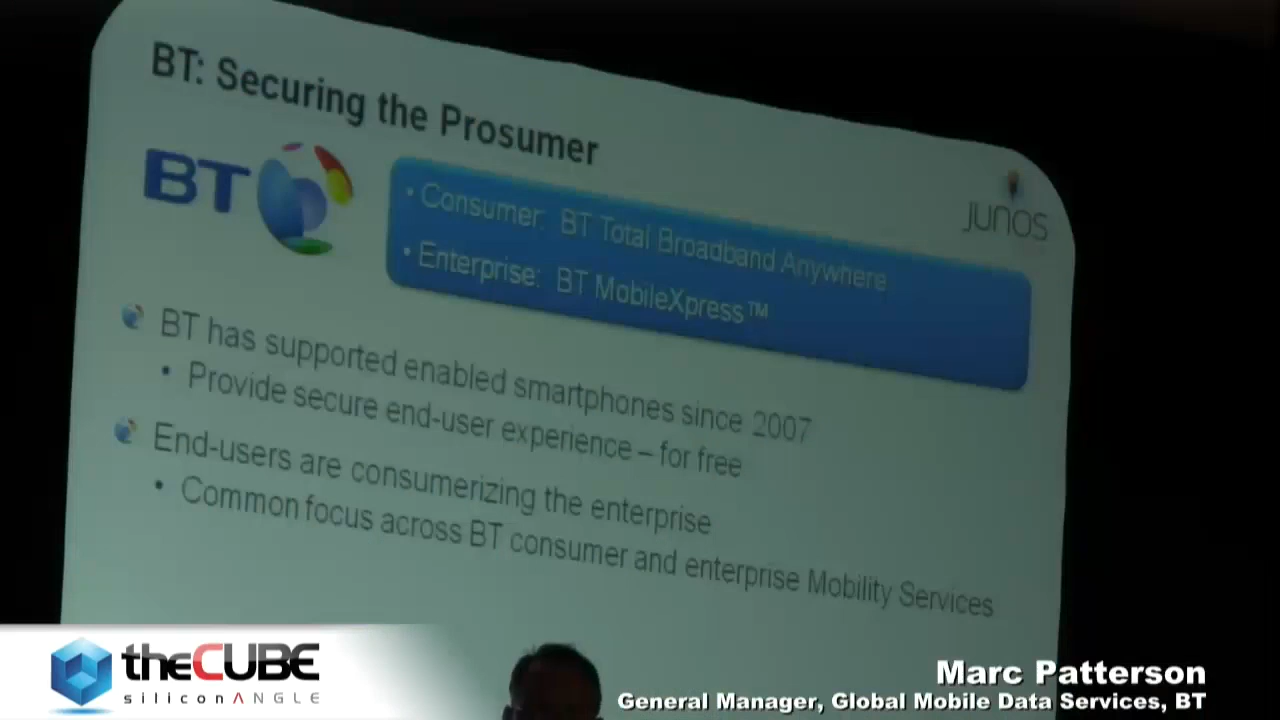 BT: Securing the Prosumer
BT
• Consumer: BT Total Broadband Anywhere
• Enterprise: BT MobileXpress™
JUNOS
BT has supported enabled smartphones since 2007
• Provide secure end-user experience – for free
End-users are consumerizing the enterprise
• Common focus across BT consumer and enterprise Mobility Services
theCUBE
siliconANGLE
Marc Patterson
General Manager, Global Mobile Data Services, BT